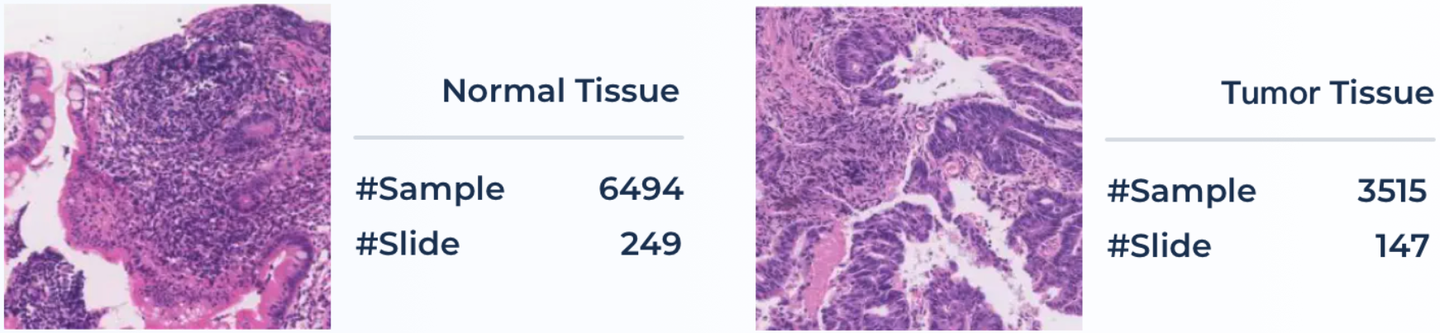 Normal Tissue
#Sample 6494
#Slide 249
Tumor Tissue
#Sample 3515
#Slide 147